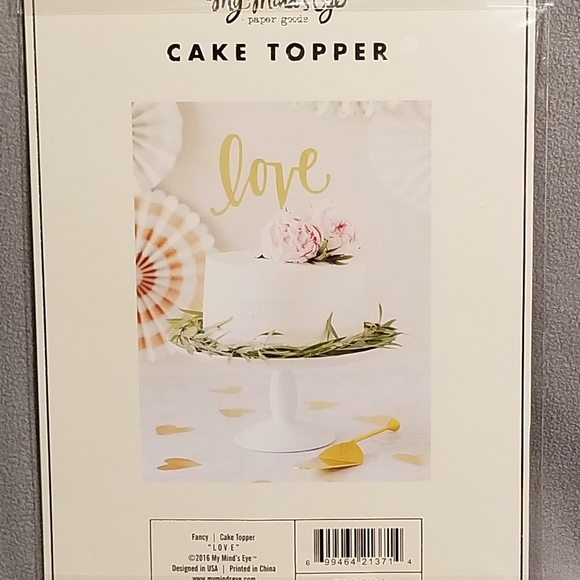 My Mind's Eye
· paper goods ·
CAKE TOPPER
love
Fancy | Cake Topper
"LOVE"
©2016 My Mind's Eye™
Designed in USA | Printed in China
www.mymindseye.com
6 99464 21371 4